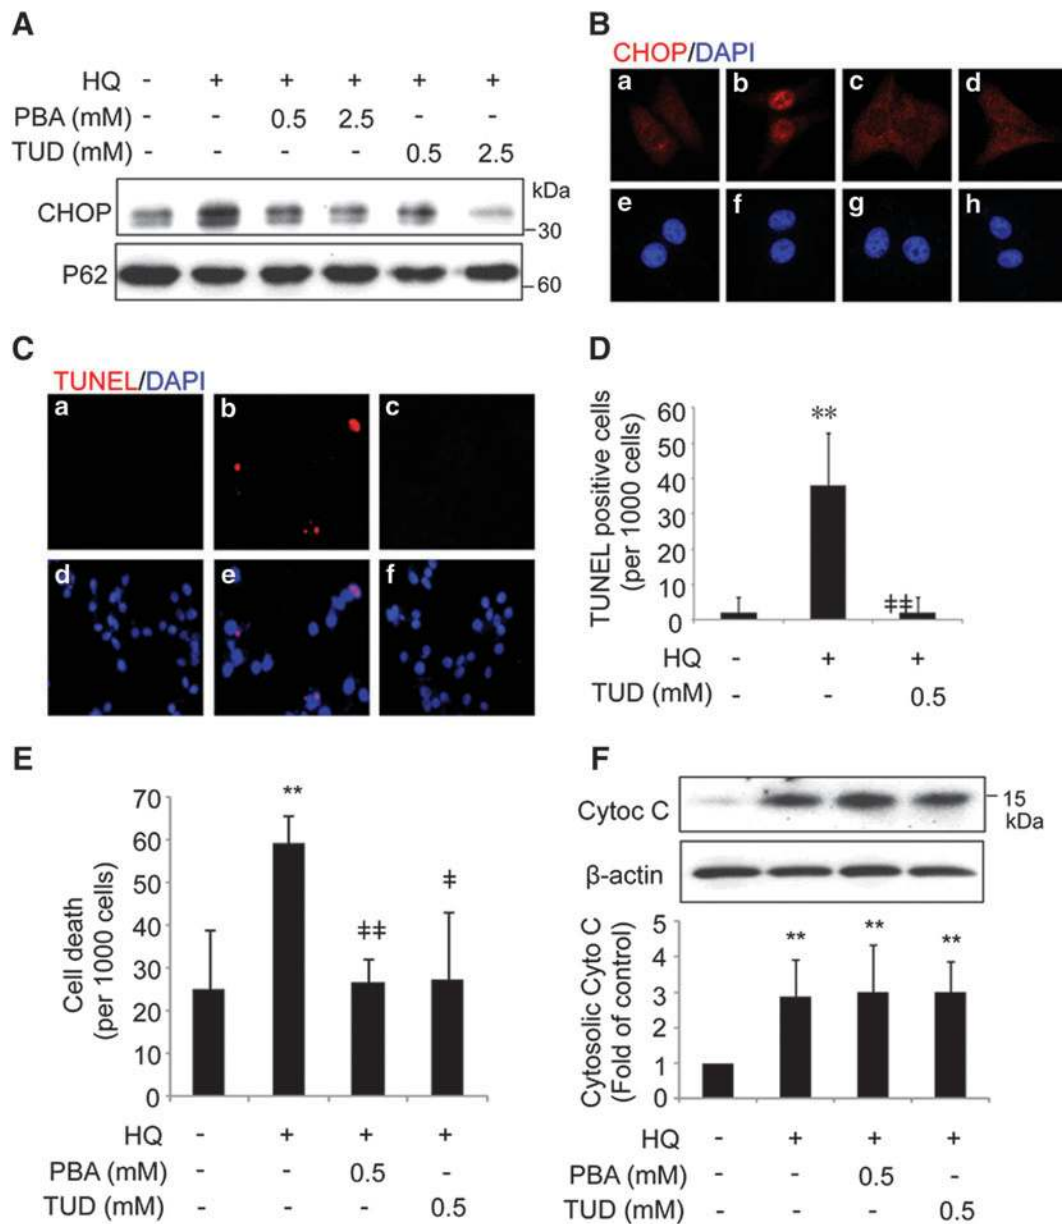 A
HQ - + + + + +
PBA (mM) - - 0.5 2.5 - -
TUD (mM) - - - - 0.5 2.5
kDa
CHOP
30
P62
60
B
CHOP/DAPI
a b c d
e f g h
C
TUNEL/DAPI
a b c
d e f
D
TUNEL positive cells
(per 1000 cells)
60
50
40
30
20
10
0
**
‡‡
HQ - + +
TUD (mM) - - 0.5
E
Cell death
(per 1000 cells)
70
60
50
40
30
20
10
0
**
‡‡
‡
HQ - + + +
PBA (mM) - - 0.5 -
TUD (mM) - - - 0.5
F
Cytoc C
15
kDa
β-actin
Cytosolic Cyto C
(Fold of control)
5
4
3
2
1
0
** ** **
HQ - + + +
PBA (mM) - - 0.5 -
TUD (mM) - - - 0.5